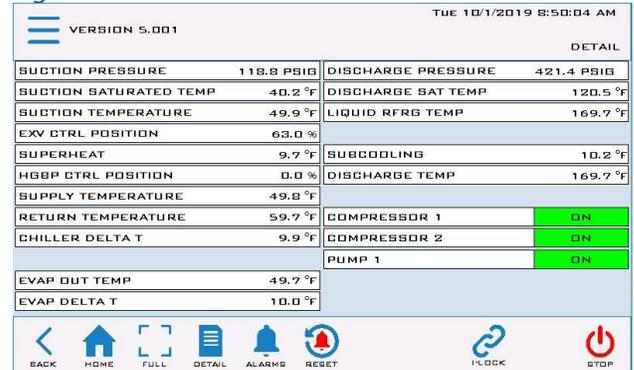 TUE 10/1/2019 8:50:04 AM
VERSION 5.001
DETAIL
SUCTION PRESSURE 118.8 PSIG DISCHARGE PRESSURE 421.4 PSIG
SUCTION SATURATED TEMP 40.2 °F DISCHARGE SAT TEMP 120.5 °F
SUCTION TEMPERATURE 49.9 °F LIQUID RFRG TEMP 169.7 °F
EXV CTRL POSITION 63.0 %
SUPERHEAT 9.7 °F SUBCOOLING 10.2 °F
HGBP CTRL POSITION 0.0 % DISCHARGE TEMP 169.7 °F
SUPPLY TEMPERATURE 49.8 °F
RETURN TEMPERATURE 59.7 °F COMPRESSOR 1 ON
CHILLER DELTA T 9.9 °F COMPRESSOR 2 ON
PUMP 1 ON
EVAP OUT TEMP 49.7 °F
EVAP DELTA T 10.0 °F
BACK HOME FULL DETAIL ALARMS RESET I-LOCK STOP